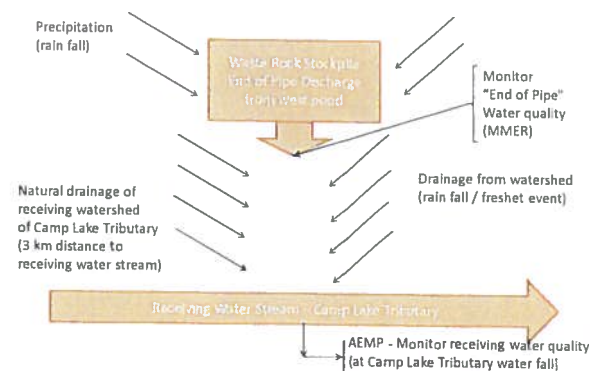 Precipitation
(rain fall)
Waste Rock Stockpile
End of Pipe Discharge
from west pond
Monitor
"End of Pipe"
Water quality
(MMER)
Natural drainage of
receiving watershed
of Camp Lake Tributary
(3 km distance to
receiving water stream)
Drainage from watershed
(rain fall / freshet event)
Receiving Water Stream - Camp Lake Tributary
AEMP - Monitor receiving water quality
(at Camp Lake Tributary water fall)